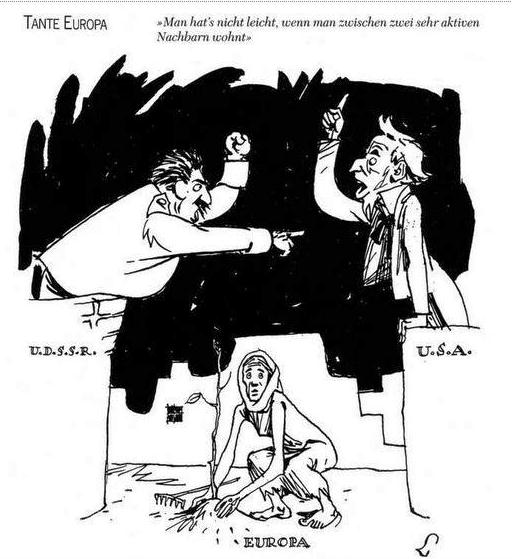 TANTE EUROPA
»Man hat's nicht leicht, wenn man zwischen zwei sehr aktiven
Nachbarn wohnt»
U.D.S.S.R.
U.S.A.
EUROPA
L